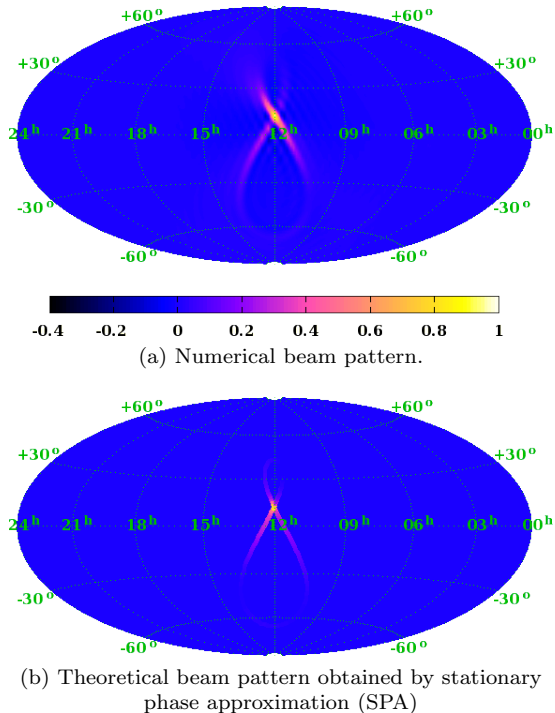 +60° +60°
+30° +30°
24h 21h 18h 15h 12h 09h 06h 03h 00h
-30° -30°
-60° -60°
-0.4 -0.2 0 0.2 0.4 0.6 0.8 1
(a) Numerical beam pattern.
+60° +60°
+30° +30°
24h 21h 18h 15h 12h 09h 06h 03h 00h
-30° -30°
-60° -60°
(b) Theoretical beam pattern obtained by stationary
phase approximation (SPA)